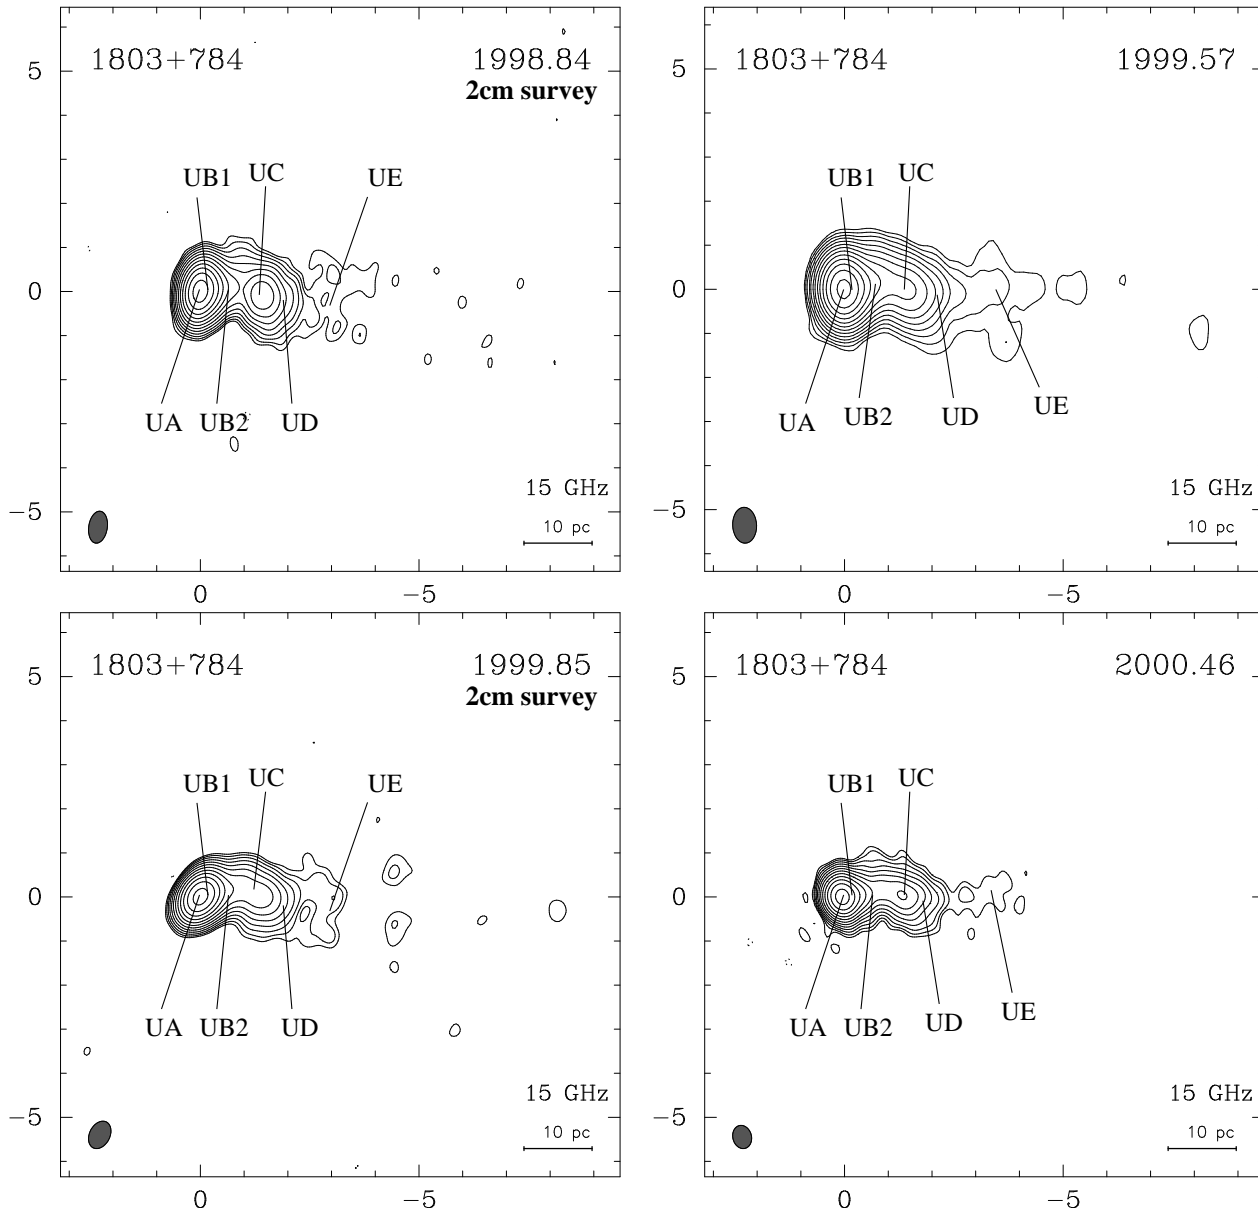 1803+784 1998.84
2cm survey
5
UB1 UC UE
0
UA UB2 UD
15 GHz
−5
10 pc
0 −5
1803+784 1999.57
5
UB1 UC
0
UA UB2 UD UE
15 GHz
−5
10 pc
0 −5
1803+784 1999.85
5
2cm survey
UB1 UC UE
0
UA UB2 UD
15 GHz
−5
10 pc
0 −5
1803+784 2000.46
5
UB1 UC
0
UA UB2 UD UE
15 GHz
−5
10 pc
0 −5